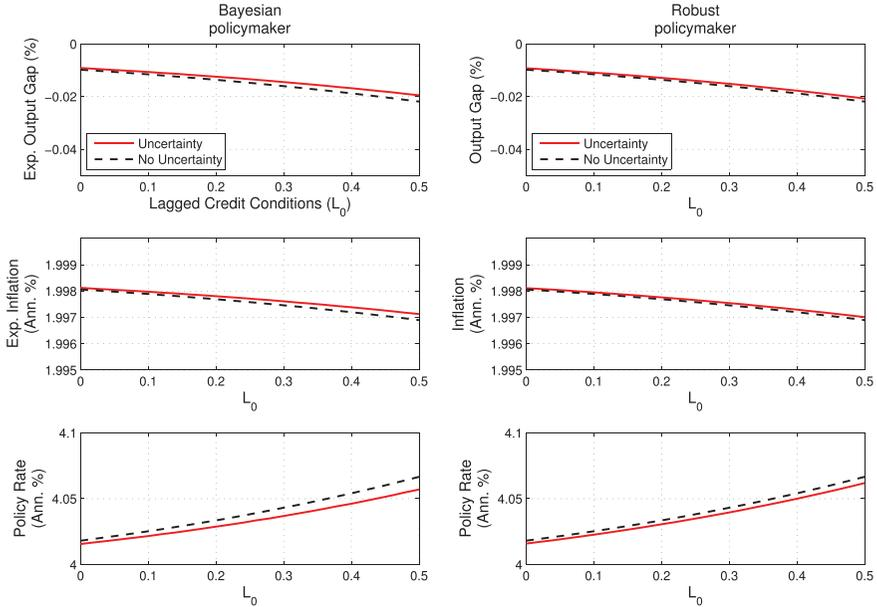 Bayesian
policymaker
Exp. Output Gap (%)
0
−0.02
−0.04
Uncertainty
No Uncertainty
0 0.1 0.2 0.3 0.4 0.5
Lagged Credit Conditions (L0)
Robust
policymaker
Output Gap (%)
0
−0.02
−0.04
Uncertainty
No Uncertainty
0 0.1 0.2 0.3 0.4 0.5
L0
Exp. Inflation
(Ann. %)
1.999
1.998
1.997
1.996
1.995
0 0.1 0.2 0.3 0.4 0.5
L0
Inflation
(Ann. %)
1.999
1.998
1.997
1.996
1.995
0 0.1 0.2 0.3 0.4 0.5
L0
Policy Rate
(Ann. %)
4.1
4.05
4
0 0.1 0.2 0.3 0.4 0.5
L0
Policy Rate
(Ann. %)
4.1
4.05
4
0 0.1 0.2 0.3 0.4 0.5
L0